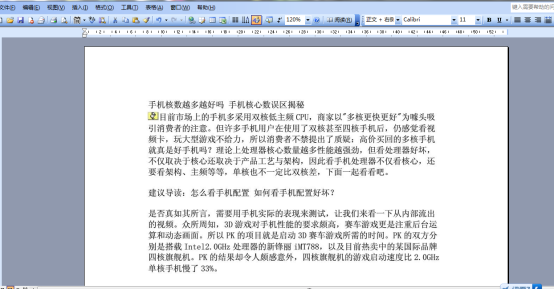 文件(F) 编辑(E) 视图(V) 插入(I) 格式(O) 工具(T) 表格(A) 窗口(W) 帮助(H)
120% 阅读(R) 正文 + 右侧 Calibri 11 B U
手机核数越多越好吗 手机核心数误区揭秘
目前市场上的手机多采用双核低主频 CPU，商家以"多核更快更好"为噱头吸
引消费者的注意。但许多手机用户在使用了双核甚至四核手机后，仍感觉看视
频卡，玩大型游戏不给力，所以消费者不禁提出了质疑：高价买回的多核手机
就真是好手机吗？理论上处理器核心数量越多性能越强劲，但看处理器好坏，
不仅取决于核心还取决于产品工艺与架构，因此看手机处理器不仅看核心，还
要看架构、主频等等，单核也不一定比双核差，下面一起看看吧。
建议导读：怎么看手机配置 如何看手机配置好坏？
是否真如其所言，需要用手机实际的表现来测试，让我们来看一下从内部流出
的视频。众所周知，3D 游戏对手机性能的要求颇高，赛车游戏更是注重后台运
算和动态画面。所以 PK 的项目就是启动 3D 赛车游戏所需的时间。PK 的双方分
别是搭载 Intel2.0GHz 处理器的新锋丽 iMT788，以及目前热卖中的某国际品牌
四核旗舰机。PK 的结果却令人颇感意外，四核旗舰机的游戏启动速度比 2.0GHz
单核手机慢了 33%。